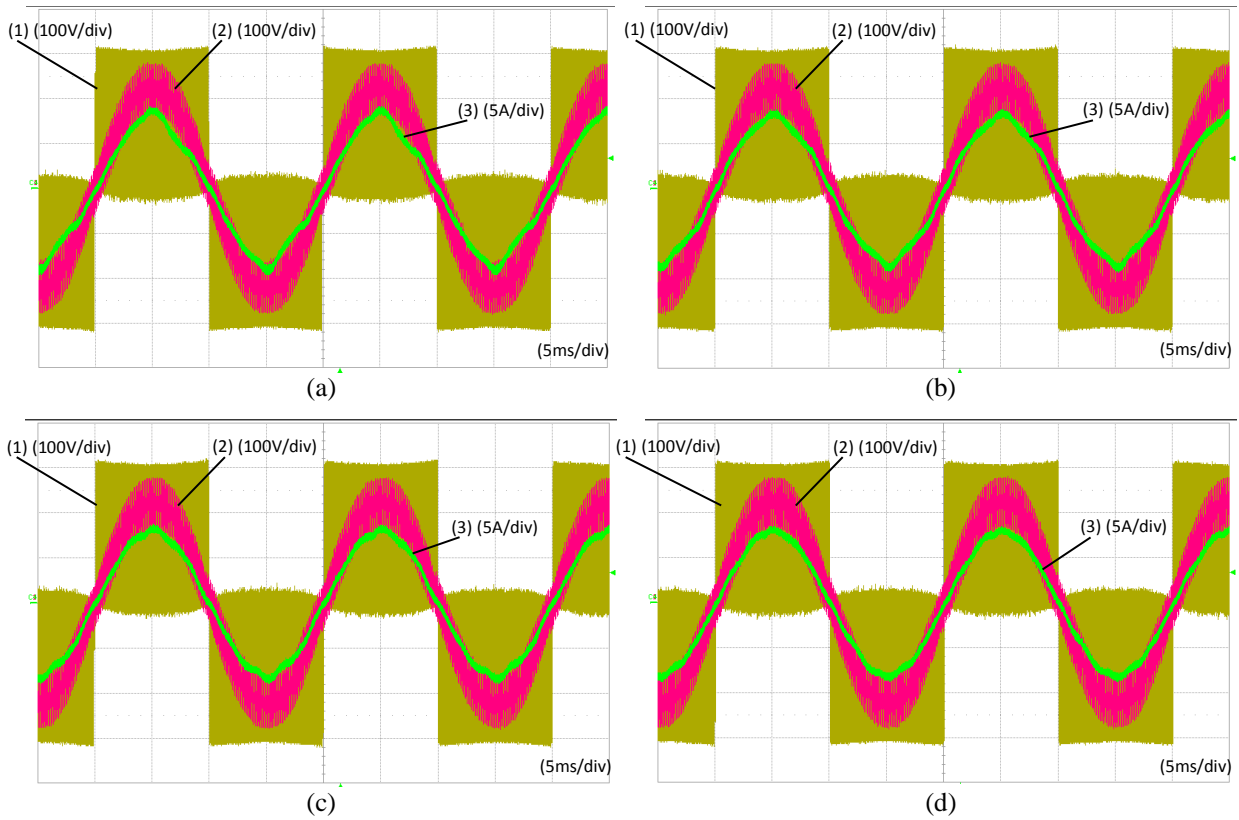 (1) (100V/div)
(2) (100V/div)
(3) (5A/div)
(5ms/div)
(a)
(1) (100V/div)
(2) (100V/div)
(3) (5A/div)
(5ms/div)
(b)
(1) (100V/div)
(2) (100V/div)
(3) (5A/div)
(5ms/div)
(c)
(1) (100V/div)
(2) (100V/div)
(3) (5A/div)
(5ms/div)
(d)